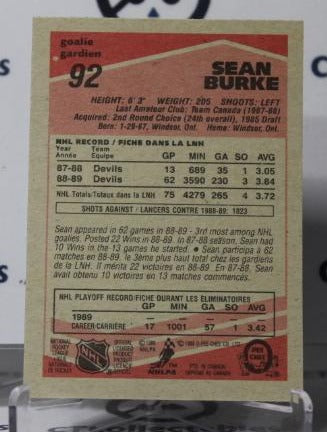 goalie
gardien
92
SEAN
BURKE
HEIGHT: 6' 3" WEIGHT: 205 SHOOTS: LEFT
Last Amateur Club: Team Canada (1987-88)
Acquired: 2nd Round Choice (24th overall), 1985 Draft
Born: 1-29-67, Windsor, Ont. Home: Windsor, Ont.
NHL RECORD / FICHE DANS LA LNH
Year Team
Année Equipe GP MIN GA SO AVG
87-88 Devils 13 689 35 1 3.05
88-89 Devils 62 3590 230 3 3.84
NHL Totals/Totaux dans la LNH 75 4279 265 4 3.72
SHOTS AGAINST / LANCERS CONTRE 1988-89: 1823
Sean appeared in 62 games in 88-89 - 3rd most among NHL
goalies. Posted 22 Wins in 88-89. In 87-88 season, Sean had
10 Wins in the 13 games he started. ● Sean participa à 62
matches en 88-89, le 3ème plus haut total chez les gardiens
de la LNH. Il mérita 22 victoires en 88-89. En 87-88, Sean
avait obtenu 10 victoires en 13 matches commencés.
NHL PLAYOFF RECORD/FICHE DURANT LES ÉLIMINATOIRES
1989
CAREER-CARRIÈRE 17 1001 57 1 3.42
NHL
NHLPA
O-PEE-CHEE